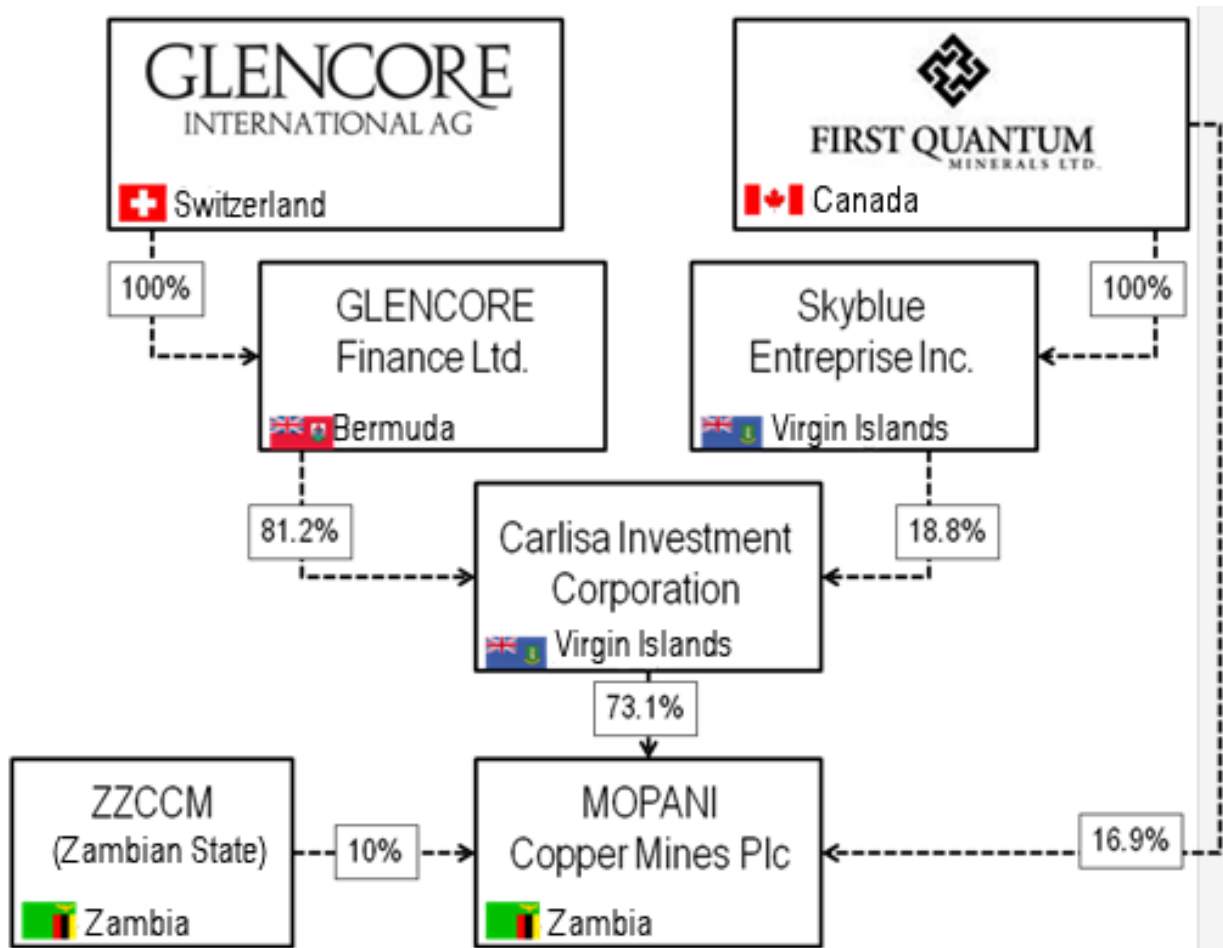 GLENCORE
INTERNATIONAL AG
Switzerland
FIRST QUANTUM
MINERALS LTD.
Canada
100%
100%
GLENCORE
Finance Ltd.
Bermuda
Skyblue
Entreprise Inc.
Virgin Islands
81.2%
18.8%
Carlisa Investment
Corporation
Virgin Islands
73.1%
ZZCCM
(Zambian State)
Zambia
10%
MOPANI
Copper Mines Plc
Zambia
16.9%